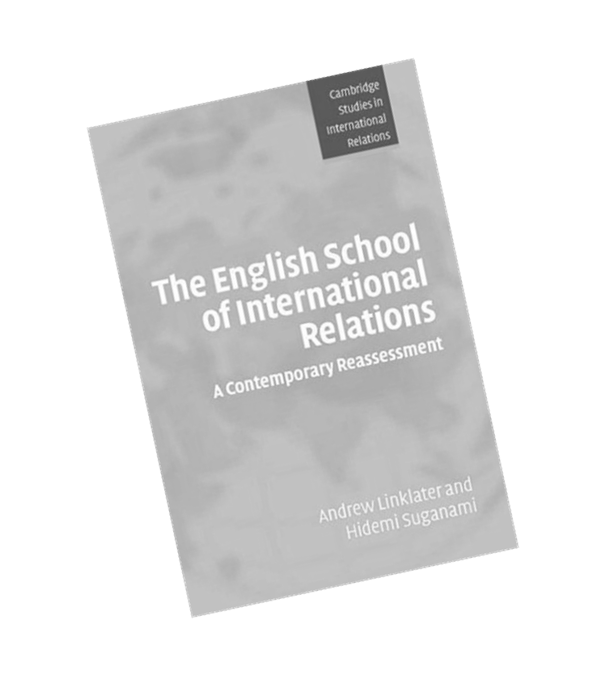 Cambridge
Studies in
International
Relations
The English School
of International
Relations
A Contemporary Reassessment
Andrew Linklater and
Hidemi Suganami